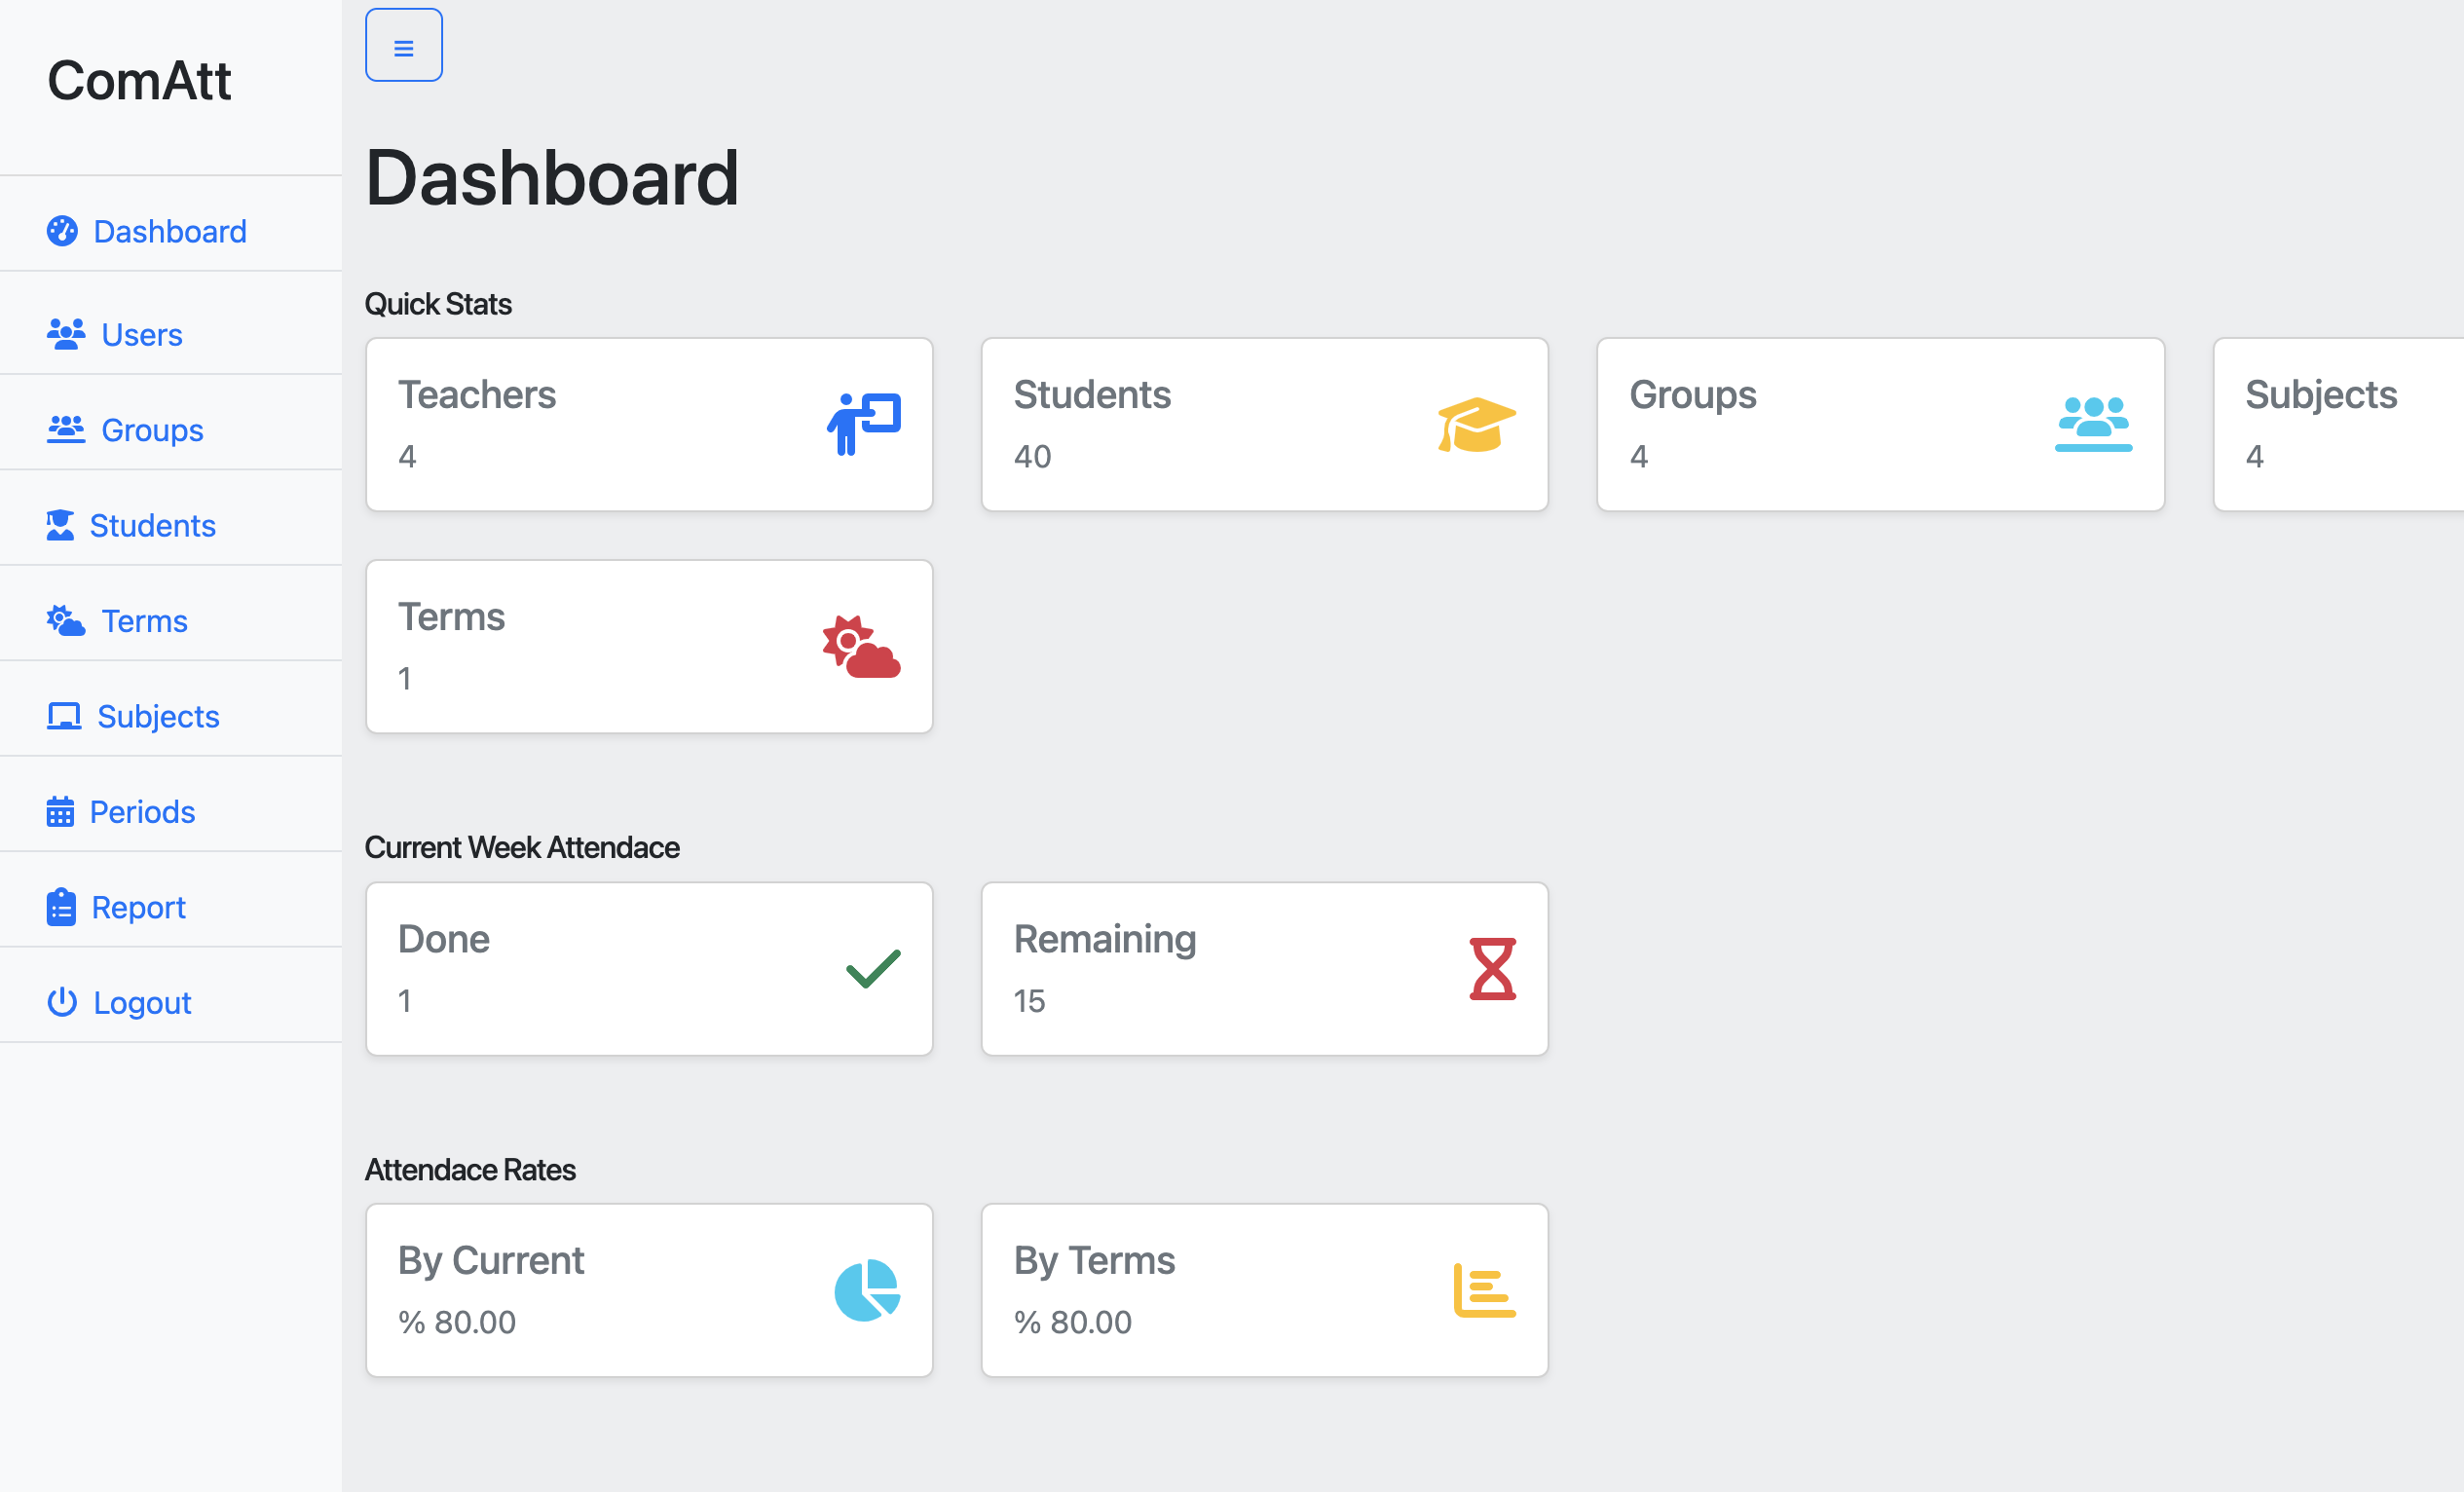 ComAtt
Dashboard
Users
Groups
Students
Terms
Subjects
Periods
Report
Logout
Dashboard
Quick Stats
Teachers
4
Students
40
Groups
4
Subjects
4
Terms
1
Current Week Attendace
Done
1
Remaining
15
Attendace Rates
By Current
% 80.00
By Terms
% 80.00